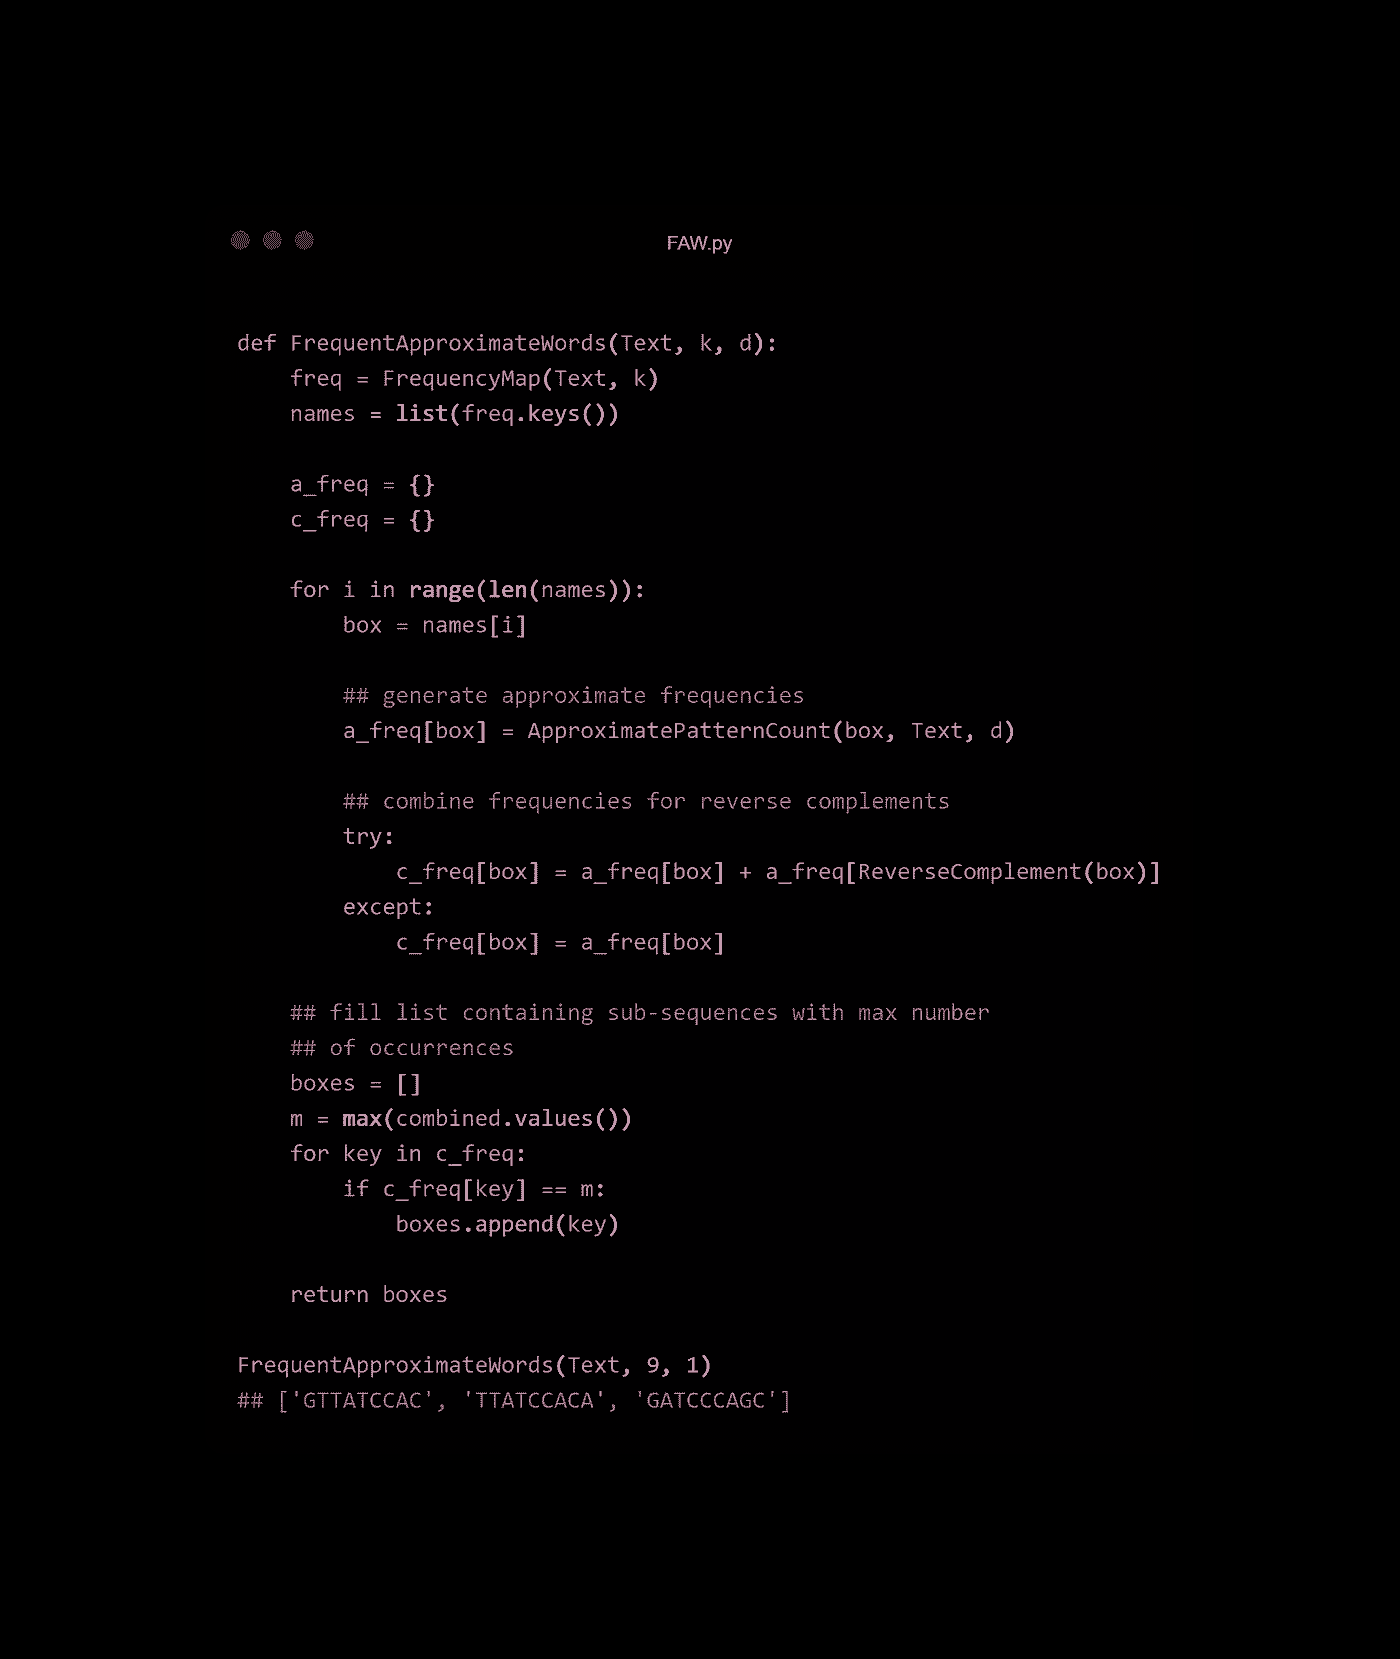 FAW.py
def FrequentApproximateWords(Text, k, d):
    freq = FrequencyMap(Text, k)
    names = list(freq.keys())
    a_freq = {}
    c_freq = {}
    for i in range(len(names)):
        box = names[i]
        ## generate approximate frequencies
        a_freq[box] = ApproximatePatternCount(box, Text, d)
        ## combine frequencies for reverse complements
        try:
            c_freq[box] = a_freq[box] + a_freq[ReverseComplement(box)]
        except:
            c_freq[box] = a_freq[box]
    ## fill list containing sub-sequences with max number
    ## of occurrences
    boxes = []
    m = max(combined.values())
    for key in c_freq:
        if c_freq[key] == m:
            boxes.append(key)
    return boxes
FrequentApproximateWords(Text, 9, 1)
## ['GTTATCCAC', 'TTATCCACA', 'GATCCCAGC']